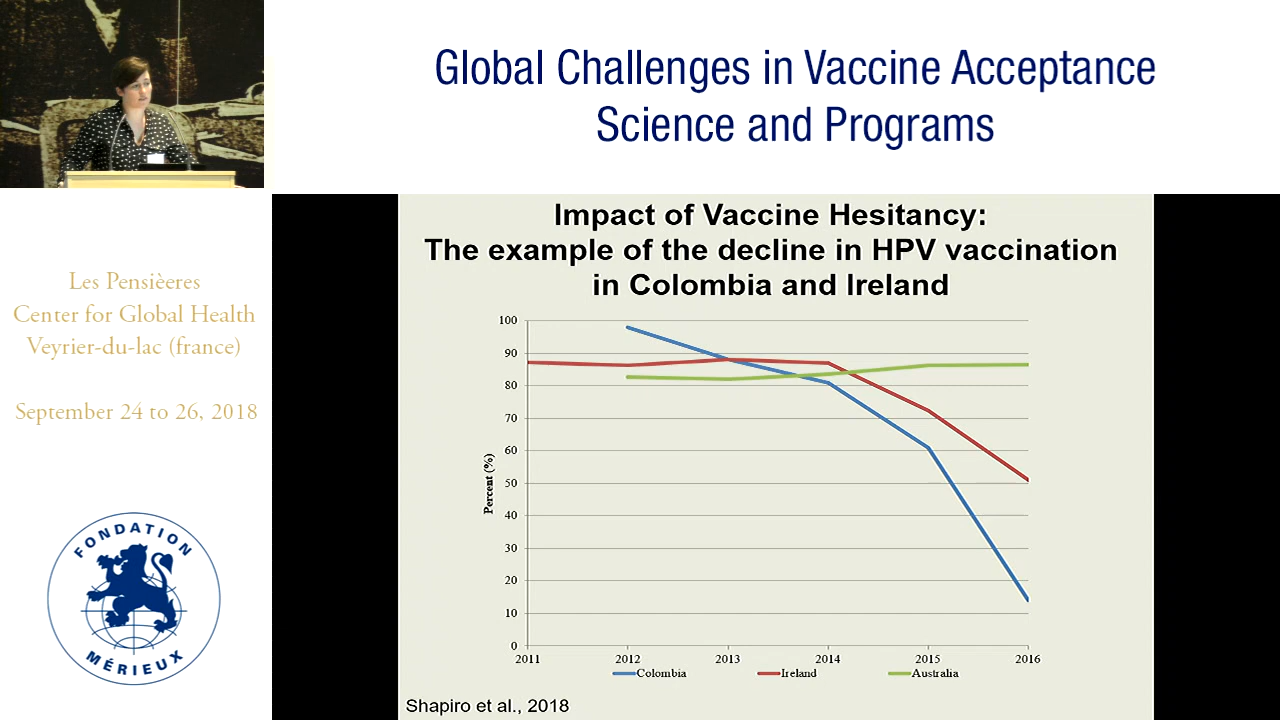 Global Challenges in Vaccine Acceptance
Science and Programs
Les Pensièeres
Center for Global Health
Veyrier-du-lac (france)
September 24 to 26, 2018
FONDATION
MÉRIEUX
Impact of Vaccine Hesitancy:
The example of the decline in HPV vaccination
in Colombia and Ireland
Percent (%)
100
90
80
70
60
50
40
30
20
10
0
2011 2012 2013 2014 2015 2016
Colombia Ireland Australia
Shapiro et al., 2018